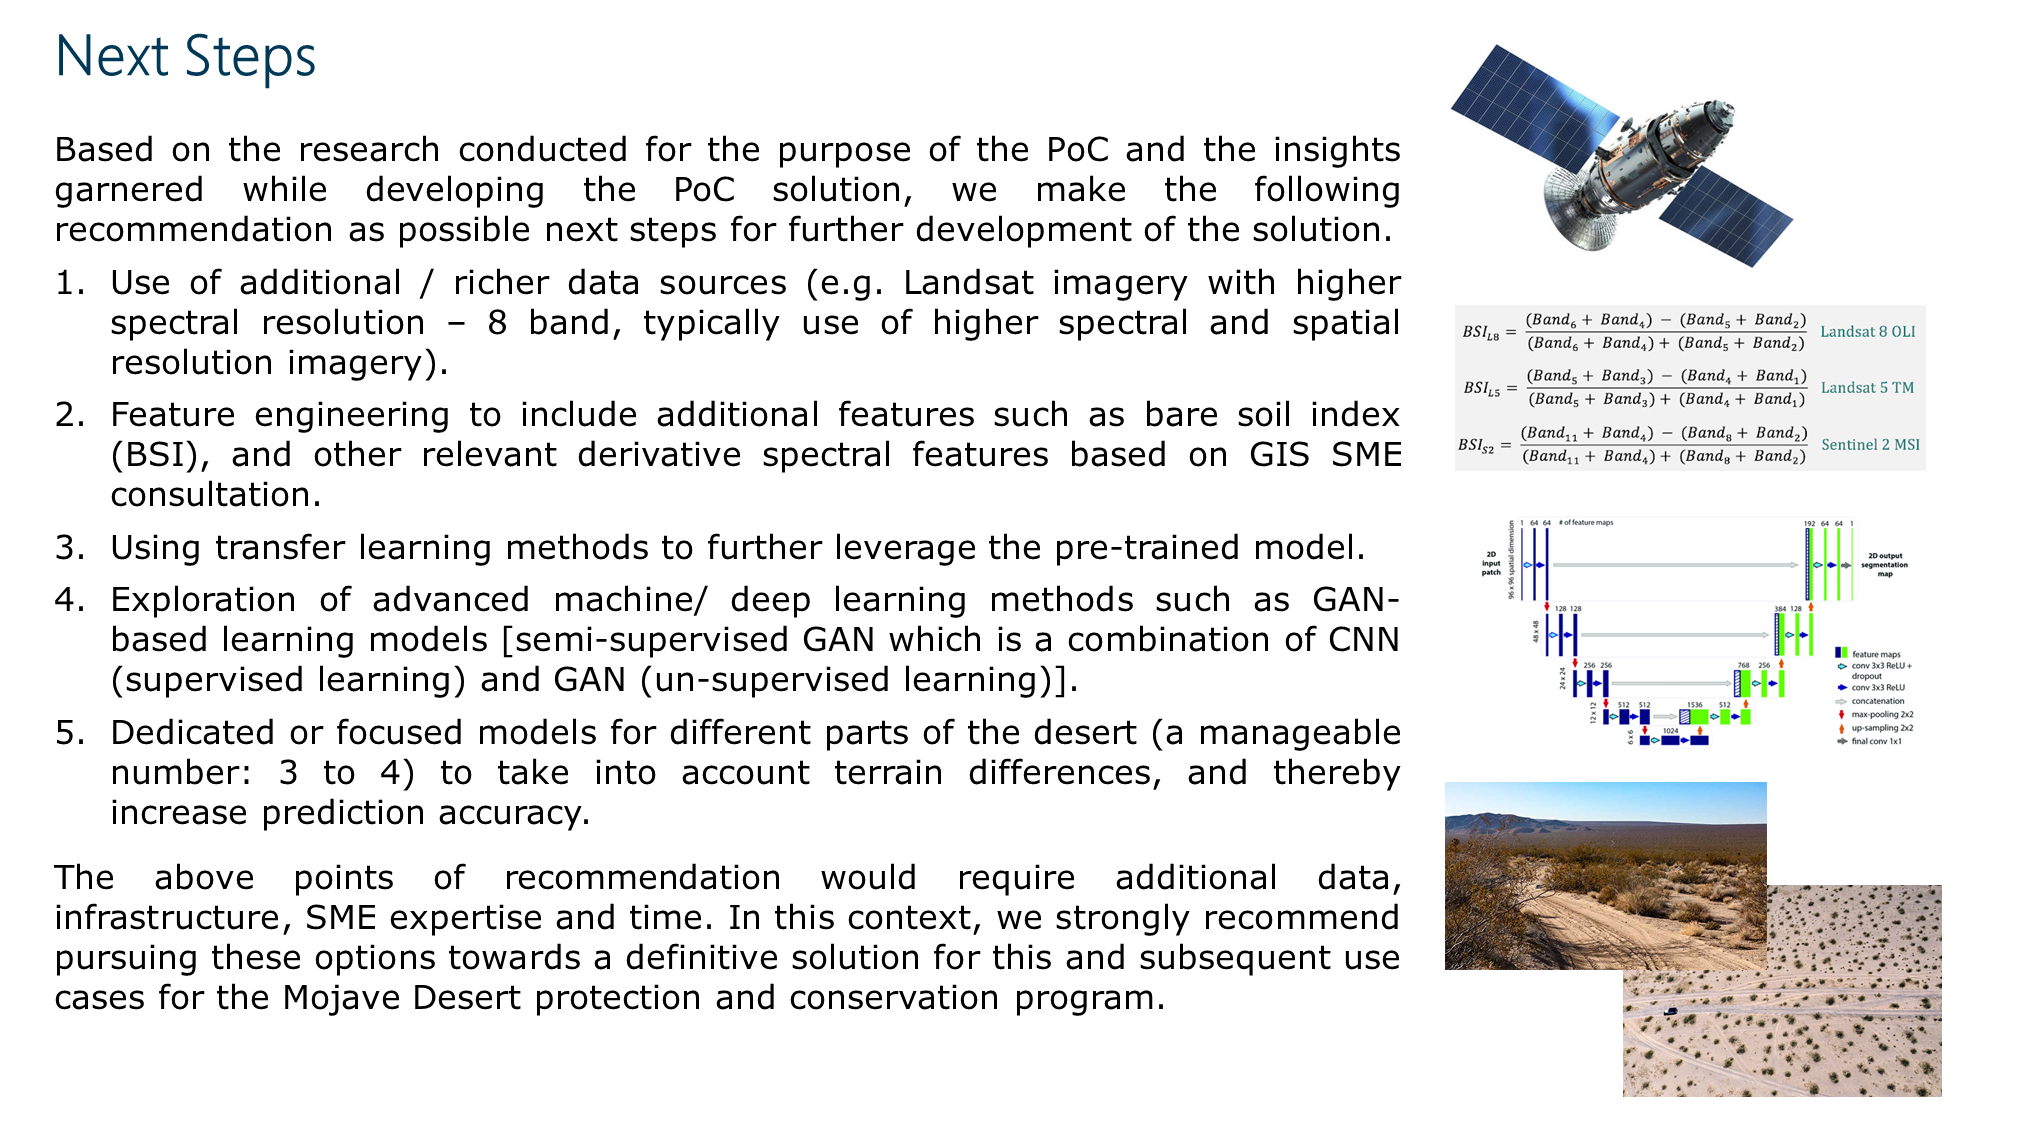 Next Steps
Based on the research conducted for the purpose of the PoC and the insights
garnered while developing the PoC solution, we make the following
recommendation as possible next steps for further development of the solution.
1. Use of additional / richer data sources (e.g. Landsat imagery with higher
spectral resolution – 8 band, typically use of higher spectral and spatial
resolution imagery).
2. Feature engineering to include additional features such as bare soil index
(BSI), and other relevant derivative spectral features based on GIS SME
consultation.
3. Using transfer learning methods to further leverage the pre-trained model.
4. Exploration of advanced machine/ deep learning methods such as GAN-
based learning models [semi-supervised GAN which is a combination of CNN
(supervised learning) and GAN (un-supervised learning)].
5. Dedicated or focused models for different parts of the desert (a manageable
number: 3 to 4) to take into account terrain differences, and thereby
increase prediction accuracy.
The above points of recommendation would require additional data,
infrastructure, SME expertise and time. In this context, we strongly recommend
pursuing these options towards a definitive solution for this and subsequent use
cases for the Mojave Desert protection and conservation program.
BSI_L8 = (Band_6 + Band_4) − (Band_5 + Band_2) / (Band_6 + Band_4) + (Band_5 + Band_2) Landsat 8 OLI
BSI_L5 = (Band_5 + Band_3) − (Band_4 + Band_1) / (Band_5 + Band_3) + (Band_4 + Band_1) Landsat 5 TM
BSI_S2 = (Band_11 + Band_4) − (Band_8 + Band_2) / (Band_11 + Band_4) + (Band_8 + Band_2) Sentinel 2 MSI
1 64 64 # of feature maps 192 64 64 1
2D
input
patch
96 x 96 spatial dimension
2D output
segmentation
map
128 128 384 128
48 x 48
256 256 768 256
24 x 24
512 512 1536 512
12 x 12
1024
6 x 6
feature maps
conv 3x3 ReLU +
dropout
conv 3x3 ReLU
concatenation
max-pooling 2x2
up-sampling 2x2
final conv 1x1